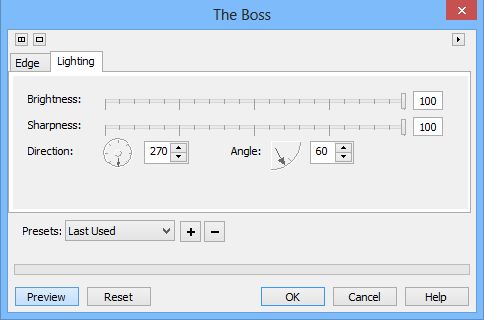 The Boss
Edge Lighting
Brightness: 100
Sharpness: 100
Direction: 270 Angle: 60
Presets: Last Used
Preview Reset OK Cancel Help